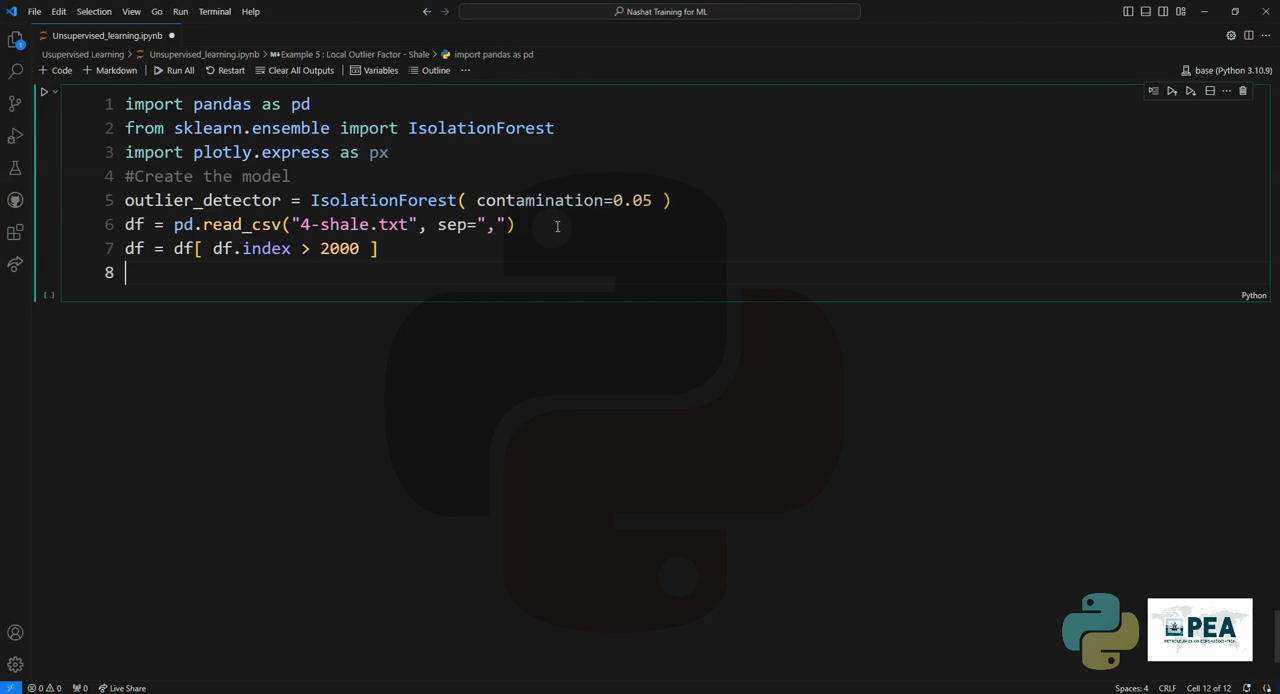 File Edit Selection View Go Run Terminal Help
Nashat Training for ML
Unsupervised_learning.ipynb
Usupervised Learning > Unsupervised_learning.ipynb > M Example 5 : Local Outlier Factor - Shale > import pandas as pd
Code Markdown Run All Restart Clear All Outputs Variables Outline ...
base (Python 3.10.9)
1 import pandas as pd
2 from sklearn.ensemble import IsolationForest
3 import plotly.express as px
4 #Create the model
5 outlier_detector = IsolationForest( contamination=0.05 )
6 df = pd.read_csv("4-shale.txt", sep=",")
7 df = df[ df.index > 2000 ]
8
[ ]
Python
PEA
PETROLEUM ENGINEERS ASSOCIATION
0 0 0 Live Share
Spaces: 4 CRLF Cell 12 of 12